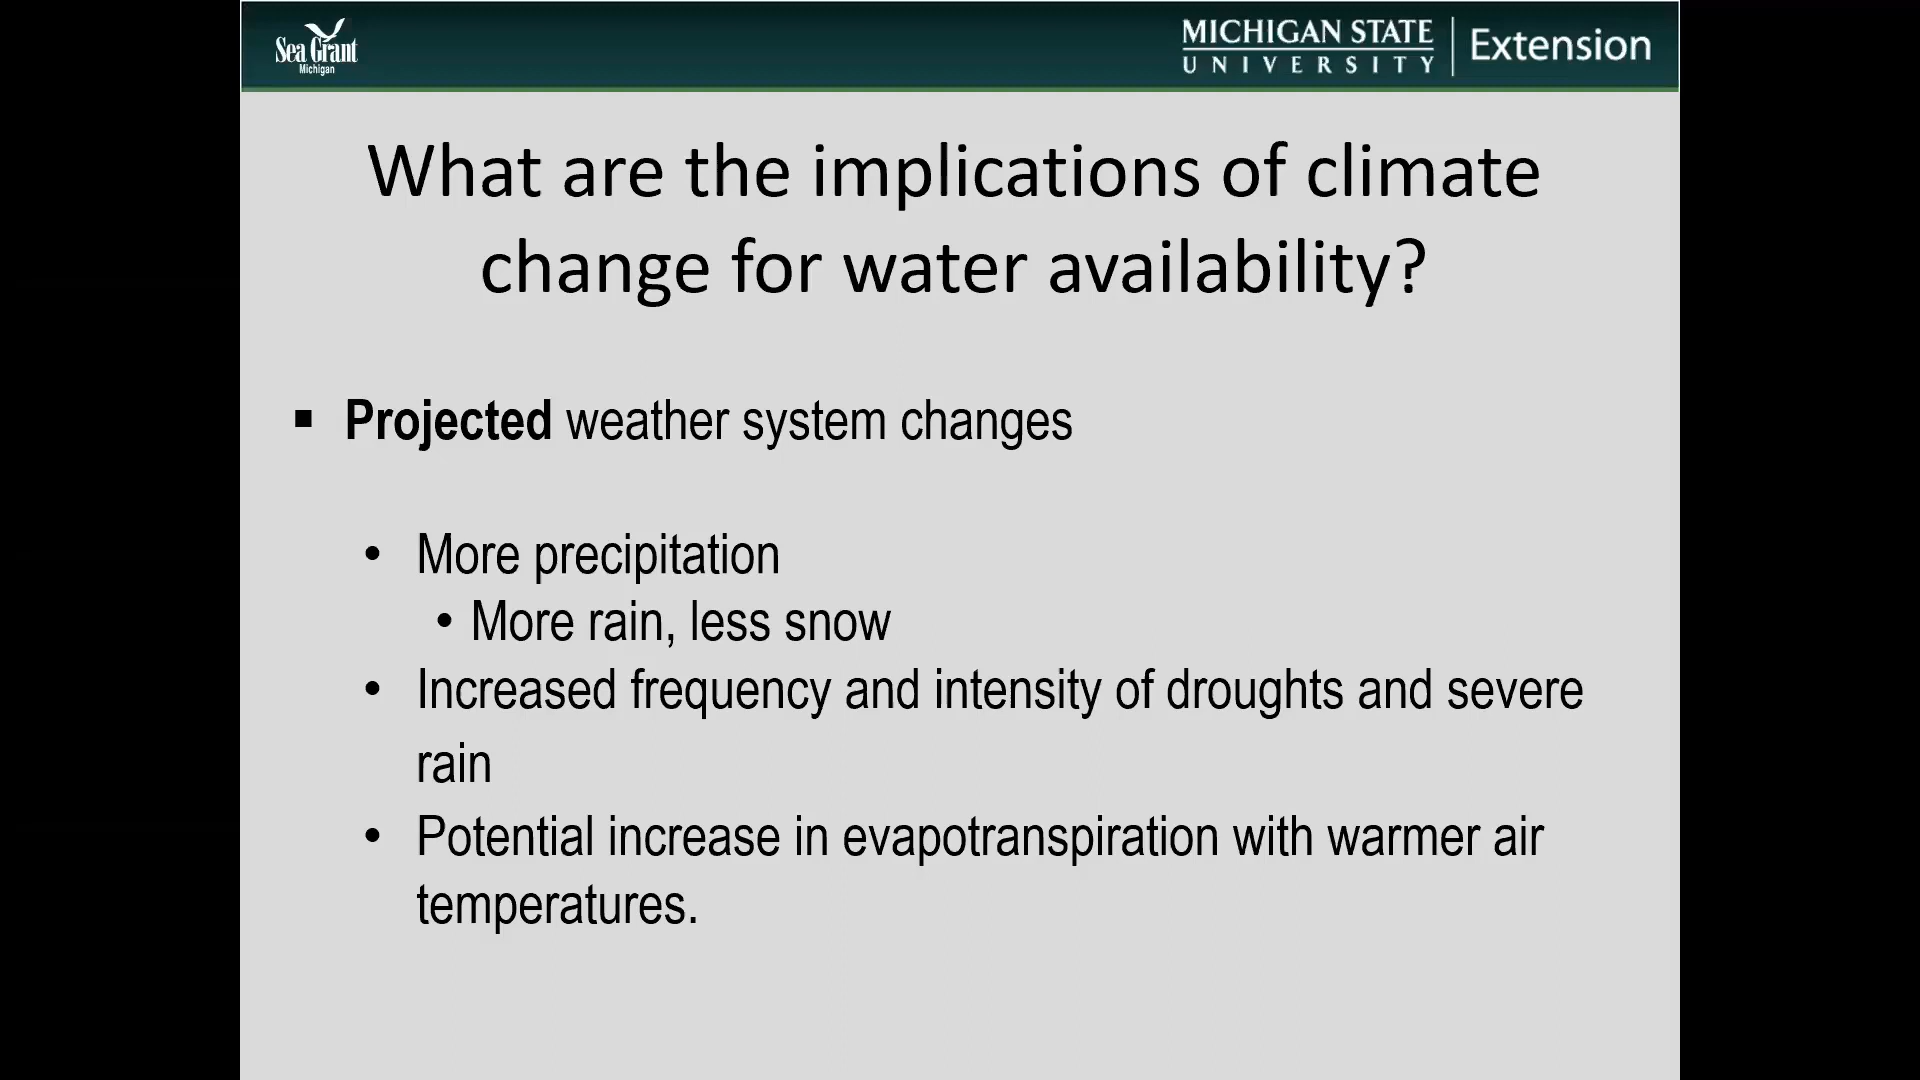 Sea Grant
Michigan
MICHIGAN STATE
UNIVERSITY
Extension
What are the implications of climate
change for water availability?
▪ Projected weather system changes
• More precipitation
• More rain, less snow
• Increased frequency and intensity of droughts and severe
rain
• Potential increase in evapotranspiration with warmer air
temperatures.